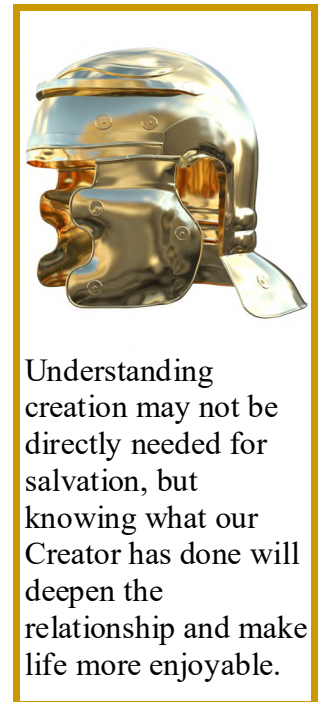 Understanding
creation may not be
directly needed for
salvation, but
knowing what our
Creator has done will
deepen the
relationship and make
life more enjoyable.